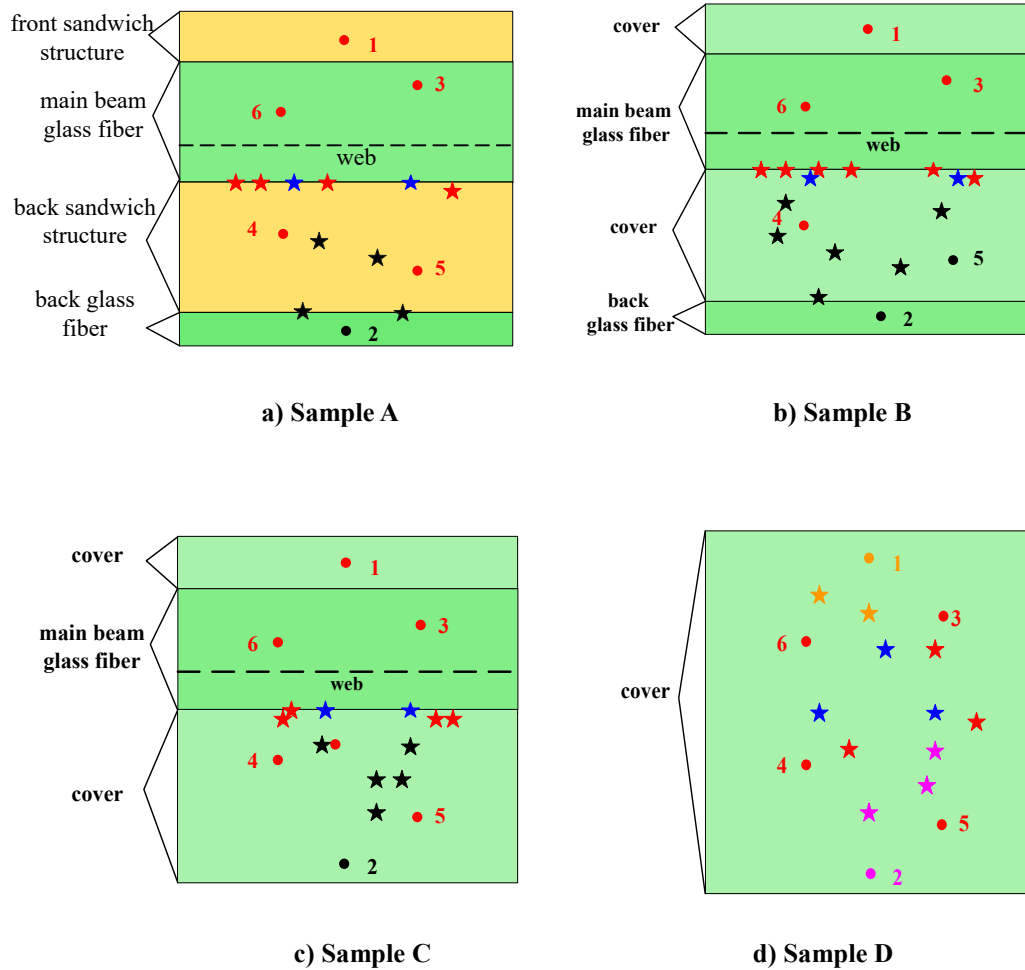 front sandwich
structure
1
3
main beam
glass fiber
6
web
back sandwich
structure
4
5
back glass
fiber
2
a) Sample A
cover
1
3
main beam
glass fiber
6
web
cover
4
5
back
glass fiber
2
b) Sample B
cover
1
main beam
glass fiber
3
6
web
4
cover
5
2
c) Sample C
1
3
6
cover
4
5
2
d) Sample D